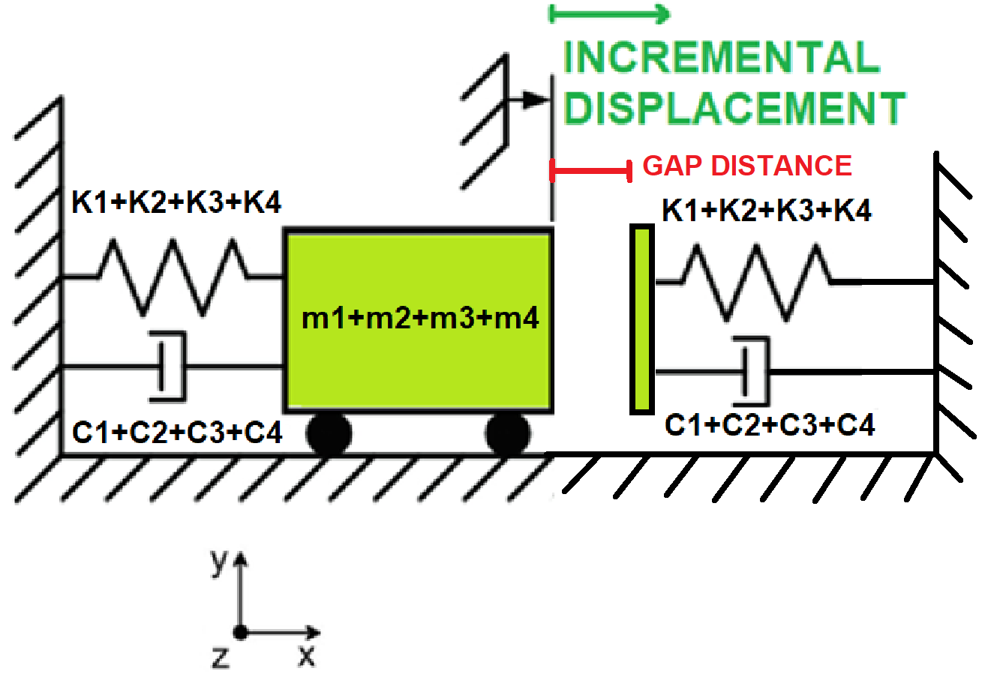 INCREMENTAL
DISPLACEMENT
GAP DISTANCE
K1+K2+K3+K4
K1+K2+K3+K4
m1+m2+m3+m4
C1+C2+C3+C4
C1+C2+C3+C4
y
z
x